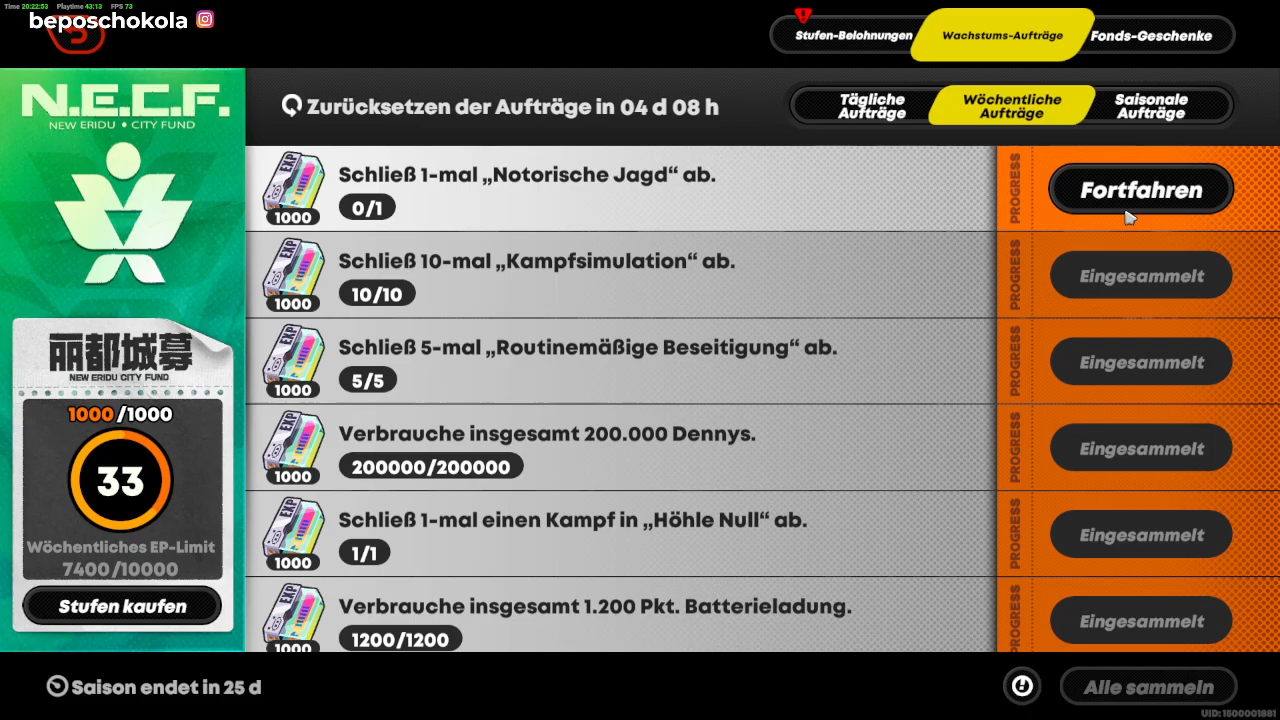 Time 20:22:53 Playtime 43:13 FPS 73
beposchokola
Stufen-Belohnungen
Wachstums-Aufträge
Fonds-Geschenke
N.E.C.F.
NEW ERIDU • CITY FUND
Zurücksetzen der Aufträge in 04 d 08 h
Tägliche
Aufträge
Wöchentliche
Aufträge
Saisonale
Aufträge
EXP
1000
Schließ 1-mal „Notorische Jagd“ ab.
0/1
PROGRESS
Fortfahren
EXP
1000
Schließ 10-mal „Kampfsimulation“ ab.
10/10
PROGRESS
Eingesammelt
EXP
1000
Schließ 5-mal „Routinemäßige Beseitigung“ ab.
5/5
PROGRESS
Eingesammelt
EXP
1000
Verbrauche insgesamt 200.000 Dennys.
200000/200000
PROGRESS
Eingesammelt
EXP
1000
Schließ 1-mal einen Kampf in „Höhle Null“ ab.
1/1
PROGRESS
Eingesammelt
EXP
1000
Verbrauche insgesamt 1.200 Pkt. Batterieladung.
1200/1200
PROGRESS
Eingesammelt
丽都城募
NEW ERIDU CITY FUND
1000/1000
33
Wöchentliches EP-Limit
7400/10000
Stufen kaufen
Saison endet in 25 d
Alle sammeln
UID: 1500001881